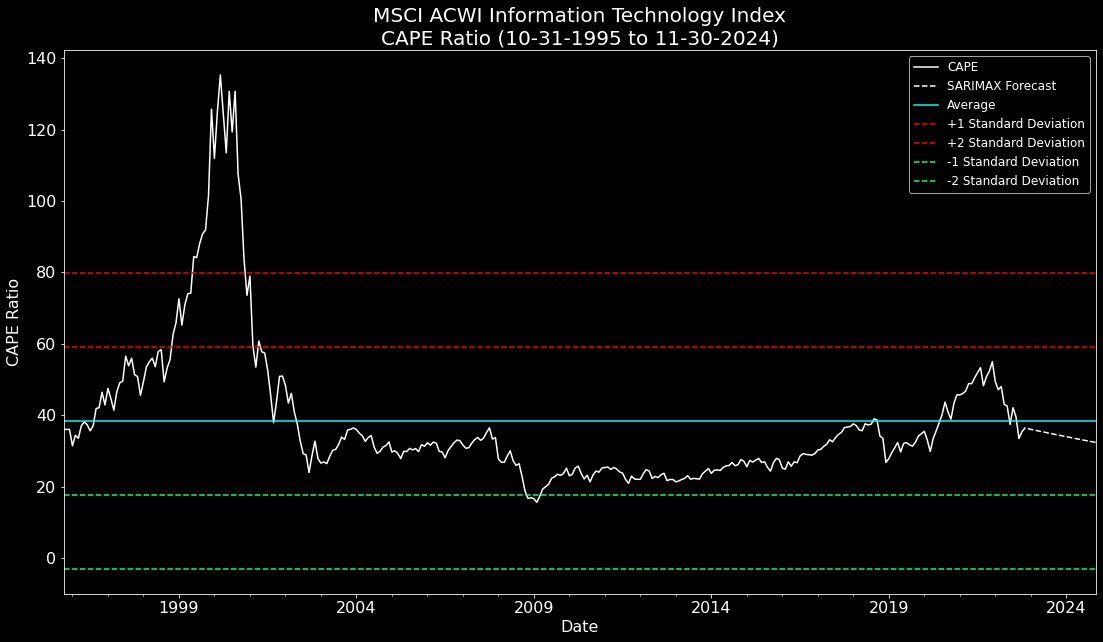 MSCI ACWI Information Technology Index
CAPE Ratio (10-31-1995 to 11-30-2024)
CAPE
SARIMAX Forecast
Average
+1 Standard Deviation
+2 Standard Deviation
-1 Standard Deviation
-2 Standard Deviation
CAPE Ratio
140
120
100
80
60
40
20
0
1999 2004 2009 2014 2019 2024
Date